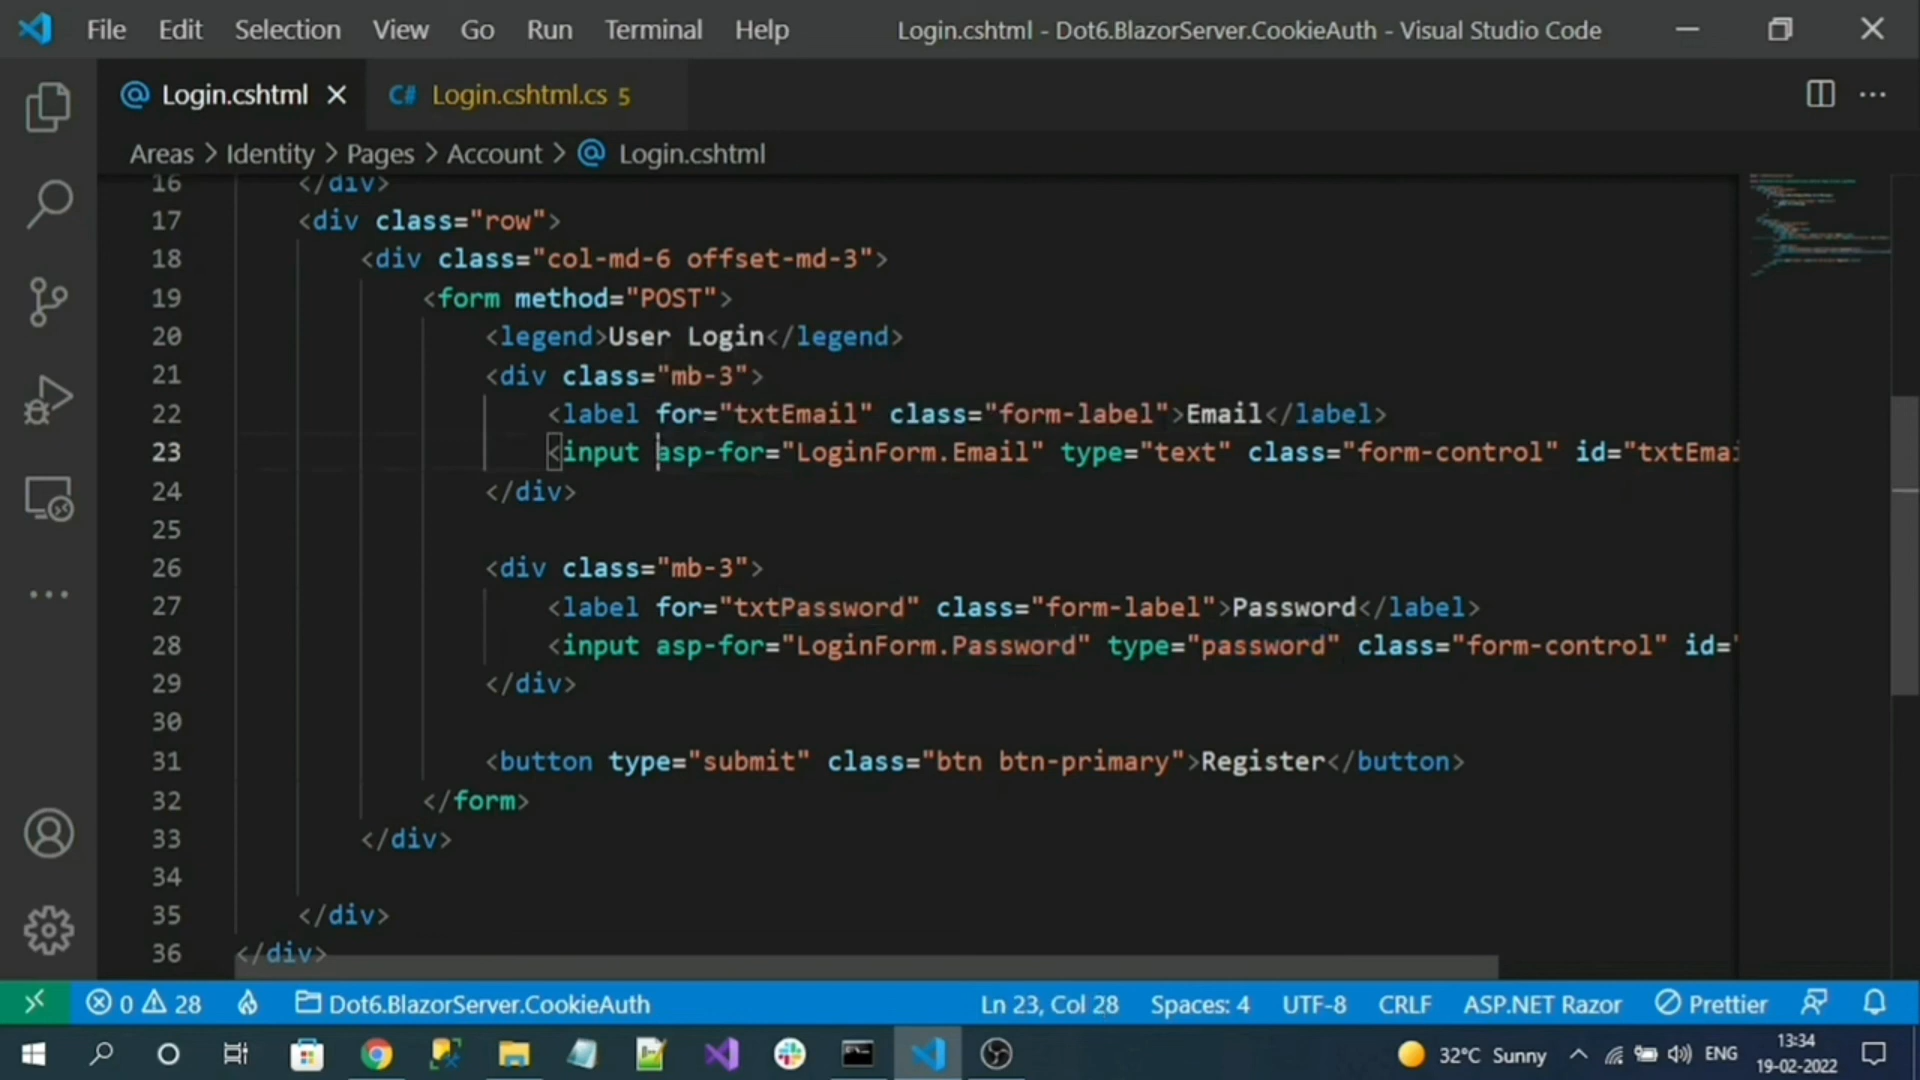 File Edit Selection View Go Run Terminal Help Login.cshtml - Dot6.BlazorServer.CookieAuth - Visual Studio Code
Login.cshtml C# Login.cshtml.cs 5
Areas > Identity > Pages > Account > Login.cshtml
16 </div>
17 <div class="row">
18 <div class="col-md-6 offset-md-3">
19 <form method="POST">
20 <legend>User Login</legend>
21 <div class="mb-3">
22 <label for="txtEmail" class="form-label">Email</label>
23 <input asp-for="LoginForm.Email" type="text" class="form-control" id="txtEmai
24 </div>
25
26 <div class="mb-3">
27 <label for="txtPassword" class="form-label">Password</label>
28 <input asp-for="LoginForm.Password" type="password" class="form-control" id="
29 </div>
30
31 <button type="submit" class="btn btn-primary">Register</button>
32 </form>
33 </div>
34
35 </div>
36 </div>
0 28 Dot6.BlazorServer.CookieAuth Ln 23, Col 28 Spaces: 4 UTF-8 CRLF ASP.NET Razor Prettier
32°C Sunny ENG 13:34
19-02-2022